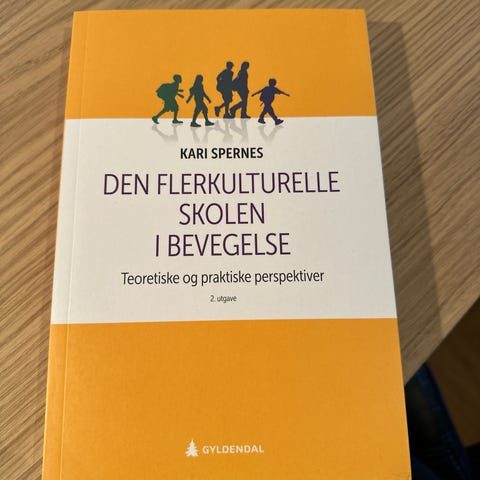 KARI SPERNES
DEN FLERKULTURELLE
SKOLEN
I BEVEGELSE
Teoretiske og praktiske perspektiver
2. utgave
GYLDENDAL